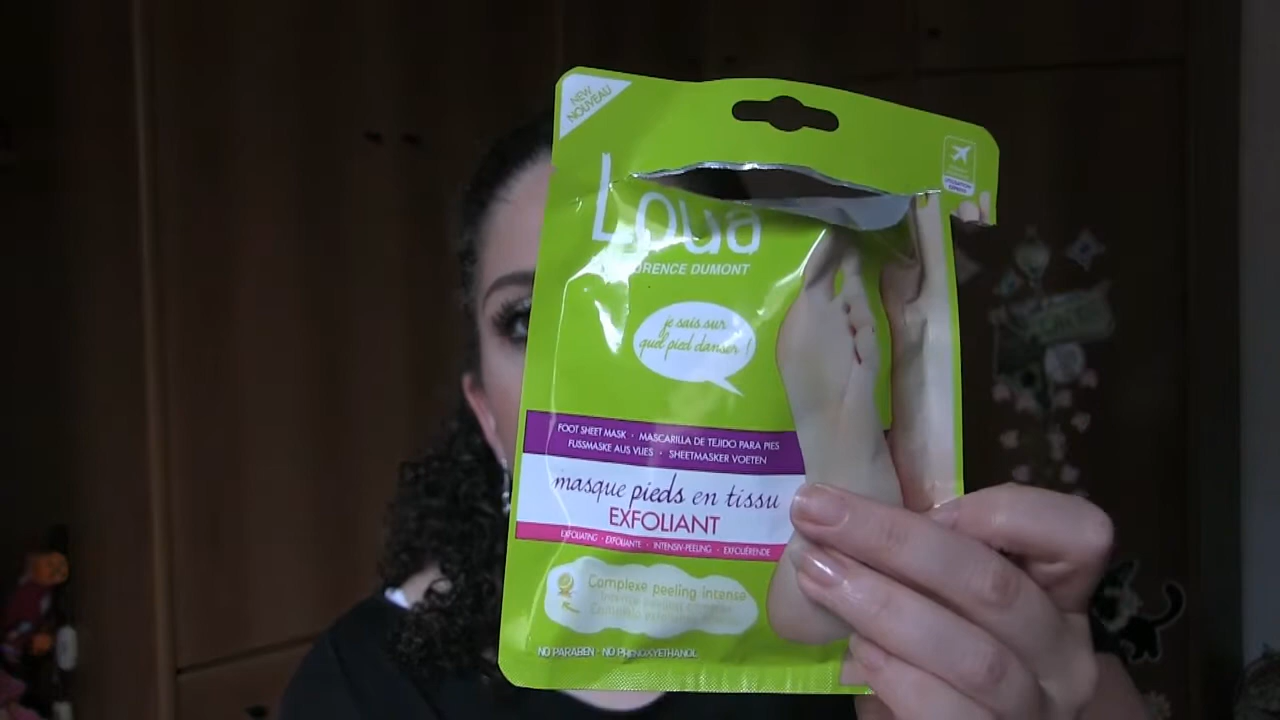 NEW
NOUVEAU
Loua
ORENCE DUMONT
je sais sur
quel pied danser !
FOOT SHEET MASK • MASCARILLA DE TEJIDO PARA PIES
FUSSMASKE AUS VLIES • SHEETMASKER VOETEN
masque pieds en tissu
EXFOLIANT
EXFOLIATING • EXFOLIANTE • INTENSIV-PEELING • EXFOLIËRENDE
Complexe peeling intense
NO PARABEN • NO PHENOXYETHANOL